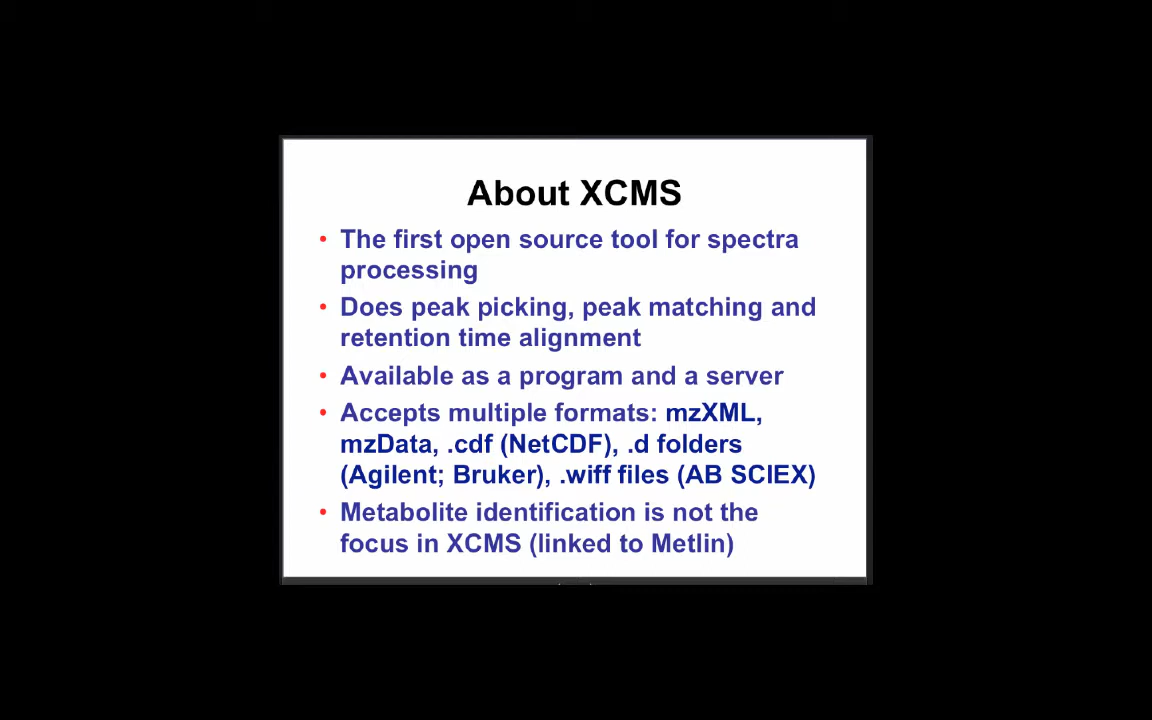 About XCMS
• The first open source tool for spectra
processing
• Does peak picking, peak matching and
retention time alignment
• Available as a program and a server
• Accepts multiple formats: mzXML,
mzData, .cdf (NetCDF), .d folders
(Agilent; Bruker), .wiff files (AB SCIEX)
• Metabolite identification is not the
focus in XCMS (linked to Metlin)